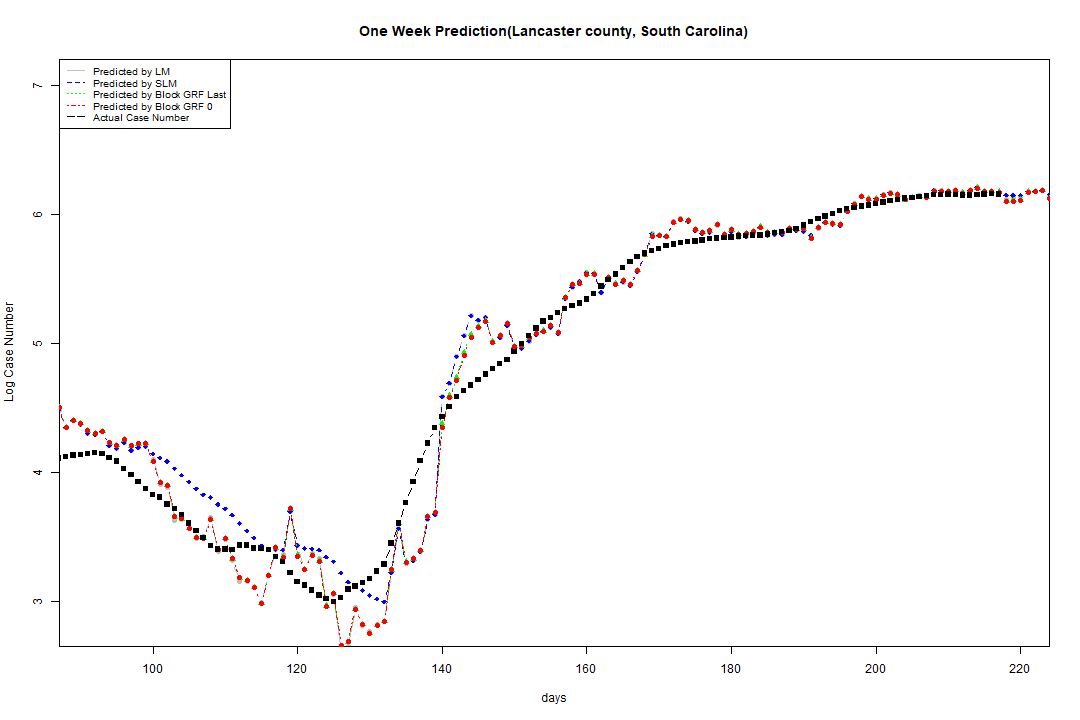 One Week Prediction(Lancaster county, South Carolina)
Predicted by LM
Predicted by SLM
Predicted by Block GRF Last
Predicted by Block GRF 0
Actual Case Number
7
6
5
4
3
Log Case Number
100 120 140 160 180 200 220
days